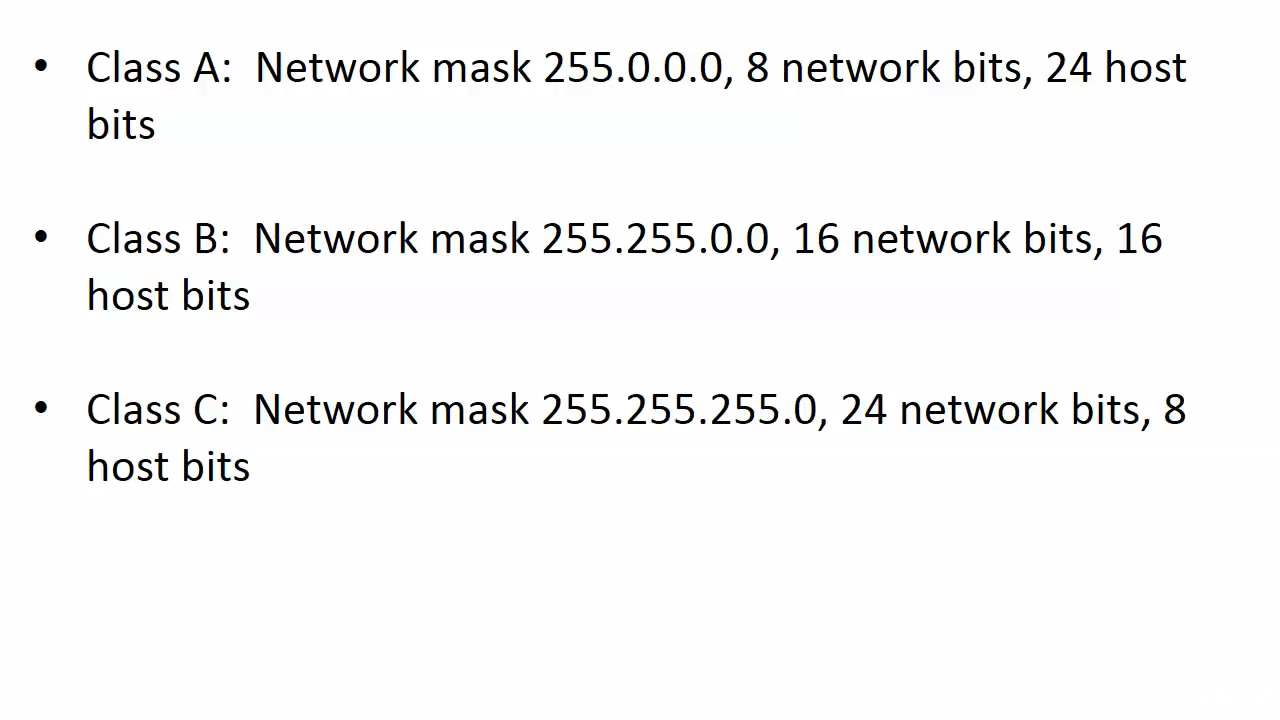 • Class A:  Network mask 255.0.0.0, 8 network bits, 24 host
bits
• Class B:  Network mask 255.255.0.0, 16 network bits, 16
host bits
• Class C:  Network mask 255.255.255.0, 24 network bits, 8
host bits